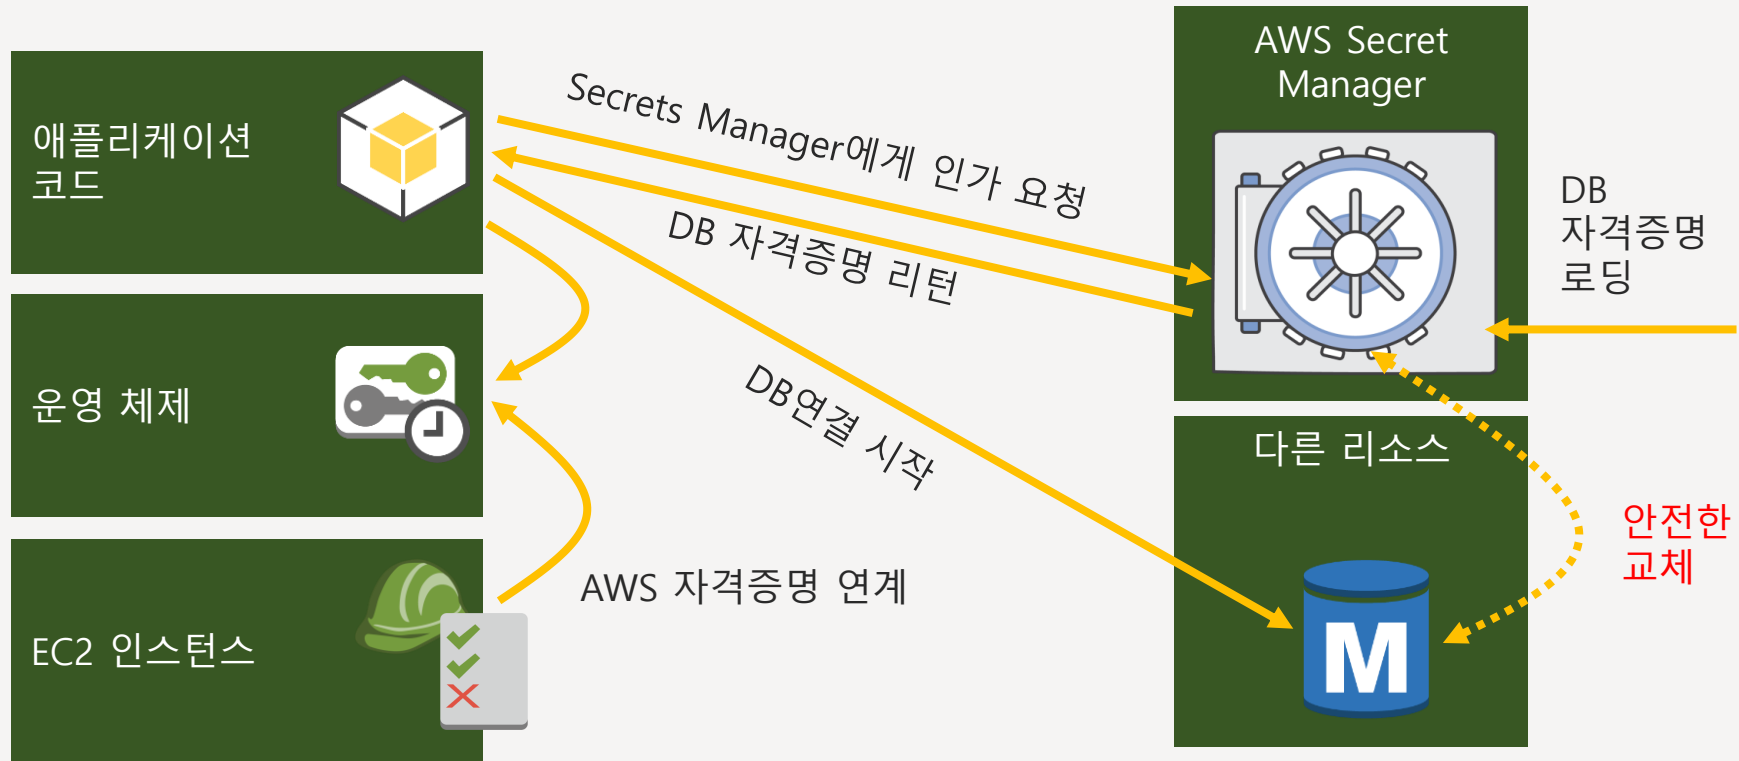 애플리케이션
코드
운영 체제
EC2 인스턴스
Secrets Manager에게 인가 요청
DB 자격증명 리턴
DB연결 시작
AWS 자격증명 연계
AWS Secret
Manager
다른 리소스
M
DB
자격증명
로딩
안전한
교체